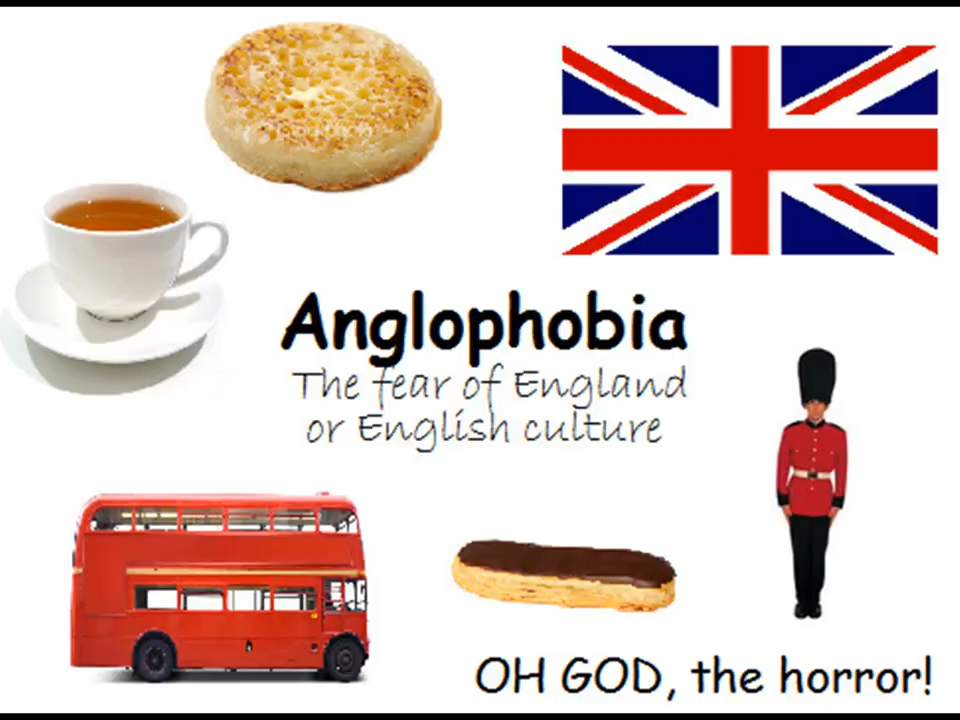 Anglophobia
The fear of England
or English culture
OH GOD, the horror!